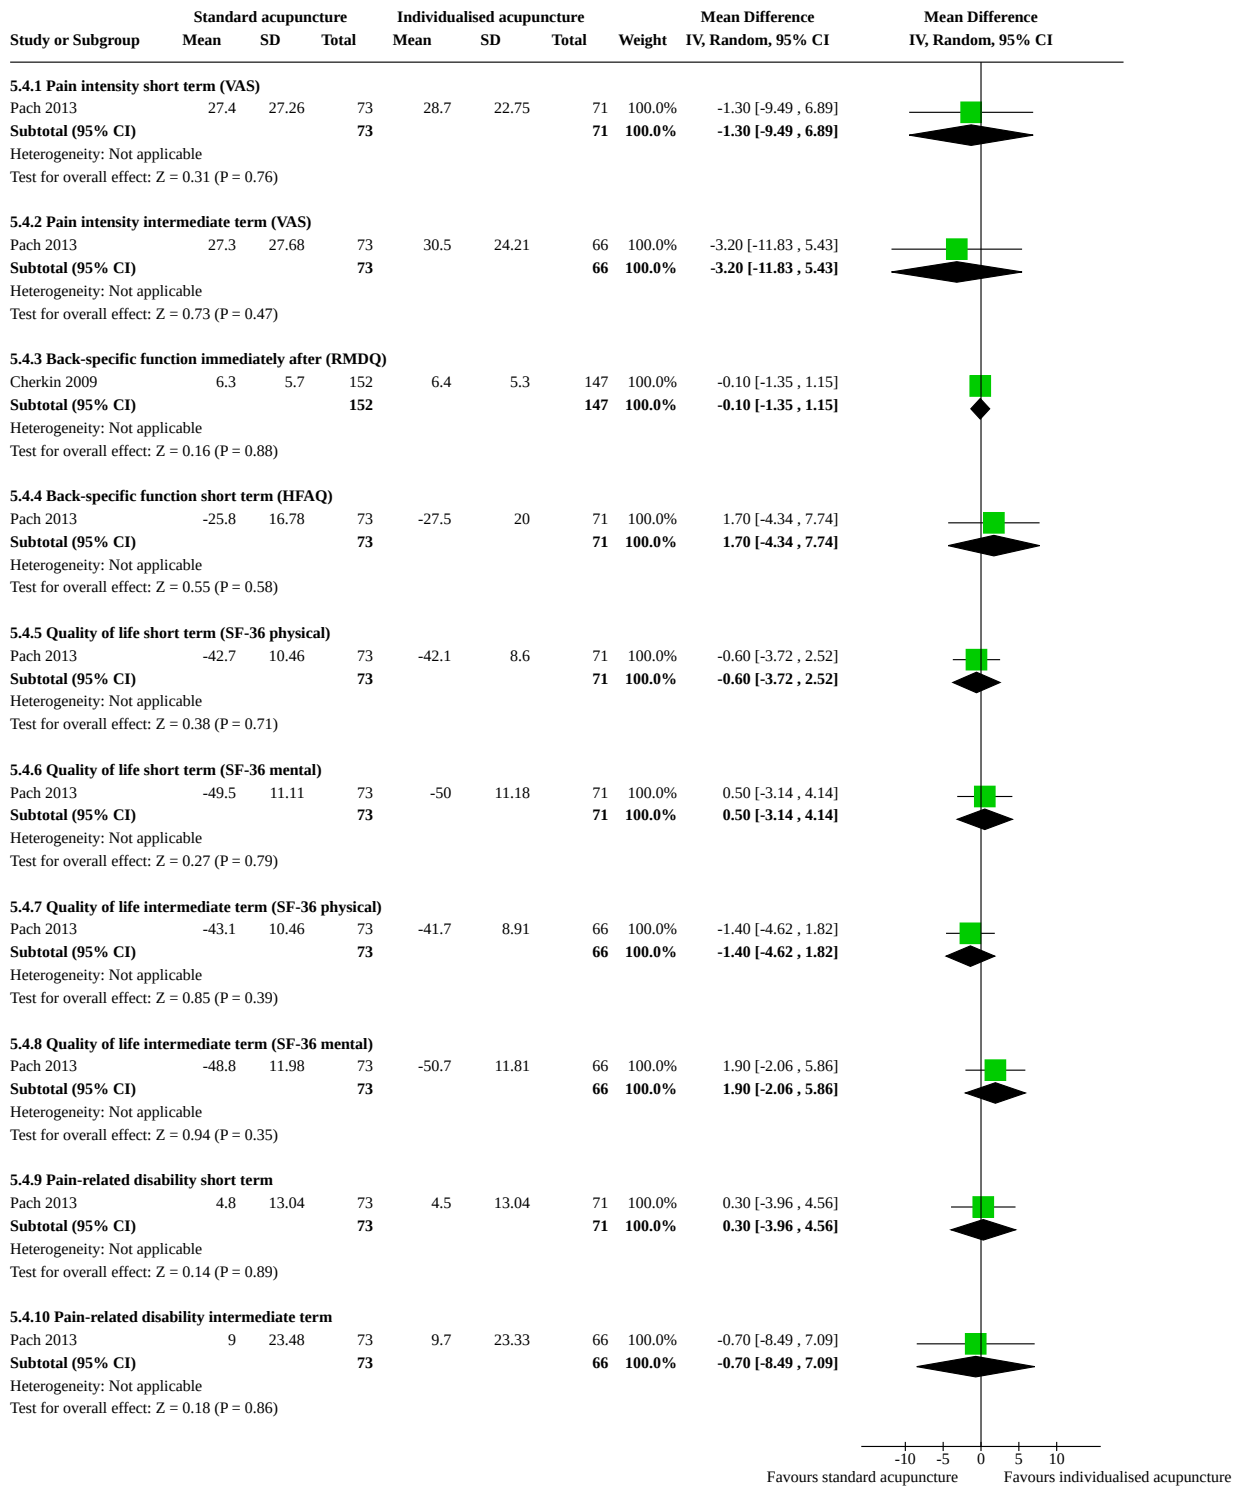 Standard acupuncture Individualised acupuncture Mean Difference Mean Difference
Study or Subgroup Mean SD Total Mean SD Total Weight IV, Random, 95% CI IV, Random, 95% CI
5.4.1 Pain intensity short term (VAS)
Pach 2013 27.4 27.26 73 28.7 22.75 71 100.0% -1.30 [-9.49 , 6.89]
Subtotal (95% CI) 73 71 100.0% -1.30 [-9.49 , 6.89]
Heterogeneity: Not applicable
Test for overall effect: Z = 0.31 (P = 0.76)
5.4.2 Pain intensity intermediate term (VAS)
Pach 2013 27.3 27.68 73 30.5 24.21 66 100.0% -3.20 [-11.83 , 5.43]
Subtotal (95% CI) 73 66 100.0% -3.20 [-11.83 , 5.43]
Heterogeneity: Not applicable
Test for overall effect: Z = 0.73 (P = 0.47)
5.4.3 Back-specific function immediately after (RMDQ)
Cherkin 2009 6.3 5.7 152 6.4 5.3 147 100.0% -0.10 [-1.35 , 1.15]
Subtotal (95% CI) 152 147 100.0% -0.10 [-1.35 , 1.15]
Heterogeneity: Not applicable
Test for overall effect: Z = 0.16 (P = 0.88)
5.4.4 Back-specific function short term (HFAQ)
Pach 2013 -25.8 16.78 73 -27.5 20 71 100.0% 1.70 [-4.34 , 7.74]
Subtotal (95% CI) 73 71 100.0% 1.70 [-4.34 , 7.74]
Heterogeneity: Not applicable
Test for overall effect: Z = 0.55 (P = 0.58)
5.4.5 Quality of life short term (SF-36 physical)
Pach 2013 -42.7 10.46 73 -42.1 8.6 71 100.0% -0.60 [-3.72 , 2.52]
Subtotal (95% CI) 73 71 100.0% -0.60 [-3.72 , 2.52]
Heterogeneity: Not applicable
Test for overall effect: Z = 0.38 (P = 0.71)
5.4.6 Quality of life short term (SF-36 mental)
Pach 2013 -49.5 11.11 73 -50 11.18 71 100.0% 0.50 [-3.14 , 4.14]
Subtotal (95% CI) 73 71 100.0% 0.50 [-3.14 , 4.14]
Heterogeneity: Not applicable
Test for overall effect: Z = 0.27 (P = 0.79)
5.4.7 Quality of life intermediate term (SF-36 physical)
Pach 2013 -43.1 10.46 73 -41.7 8.91 66 100.0% -1.40 [-4.62 , 1.82]
Subtotal (95% CI) 73 66 100.0% -1.40 [-4.62 , 1.82]
Heterogeneity: Not applicable
Test for overall effect: Z = 0.85 (P = 0.39)
5.4.8 Quality of life intermediate term (SF-36 mental)
Pach 2013 -48.8 11.98 73 -50.7 11.81 66 100.0% 1.90 [-2.06 , 5.86]
Subtotal (95% CI) 73 66 100.0% 1.90 [-2.06 , 5.86]
Heterogeneity: Not applicable
Test for overall effect: Z = 0.94 (P = 0.35)
5.4.9 Pain-related disability short term
Pach 2013 4.8 13.04 73 4.5 13.04 71 100.0% 0.30 [-3.96 , 4.56]
Subtotal (95% CI) 73 71 100.0% 0.30 [-3.96 , 4.56]
Heterogeneity: Not applicable
Test for overall effect: Z = 0.14 (P = 0.89)
5.4.10 Pain-related disability intermediate term
Pach 2013 9 23.48 73 9.7 23.33 66 100.0% -0.70 [-8.49 , 7.09]
Subtotal (95% CI) 73 66 100.0% -0.70 [-8.49 , 7.09]
Heterogeneity: Not applicable
Test for overall effect: Z = 0.18 (P = 0.86)
-10 -5 0 5 10
Favours standard acupuncture Favours individualised acupuncture